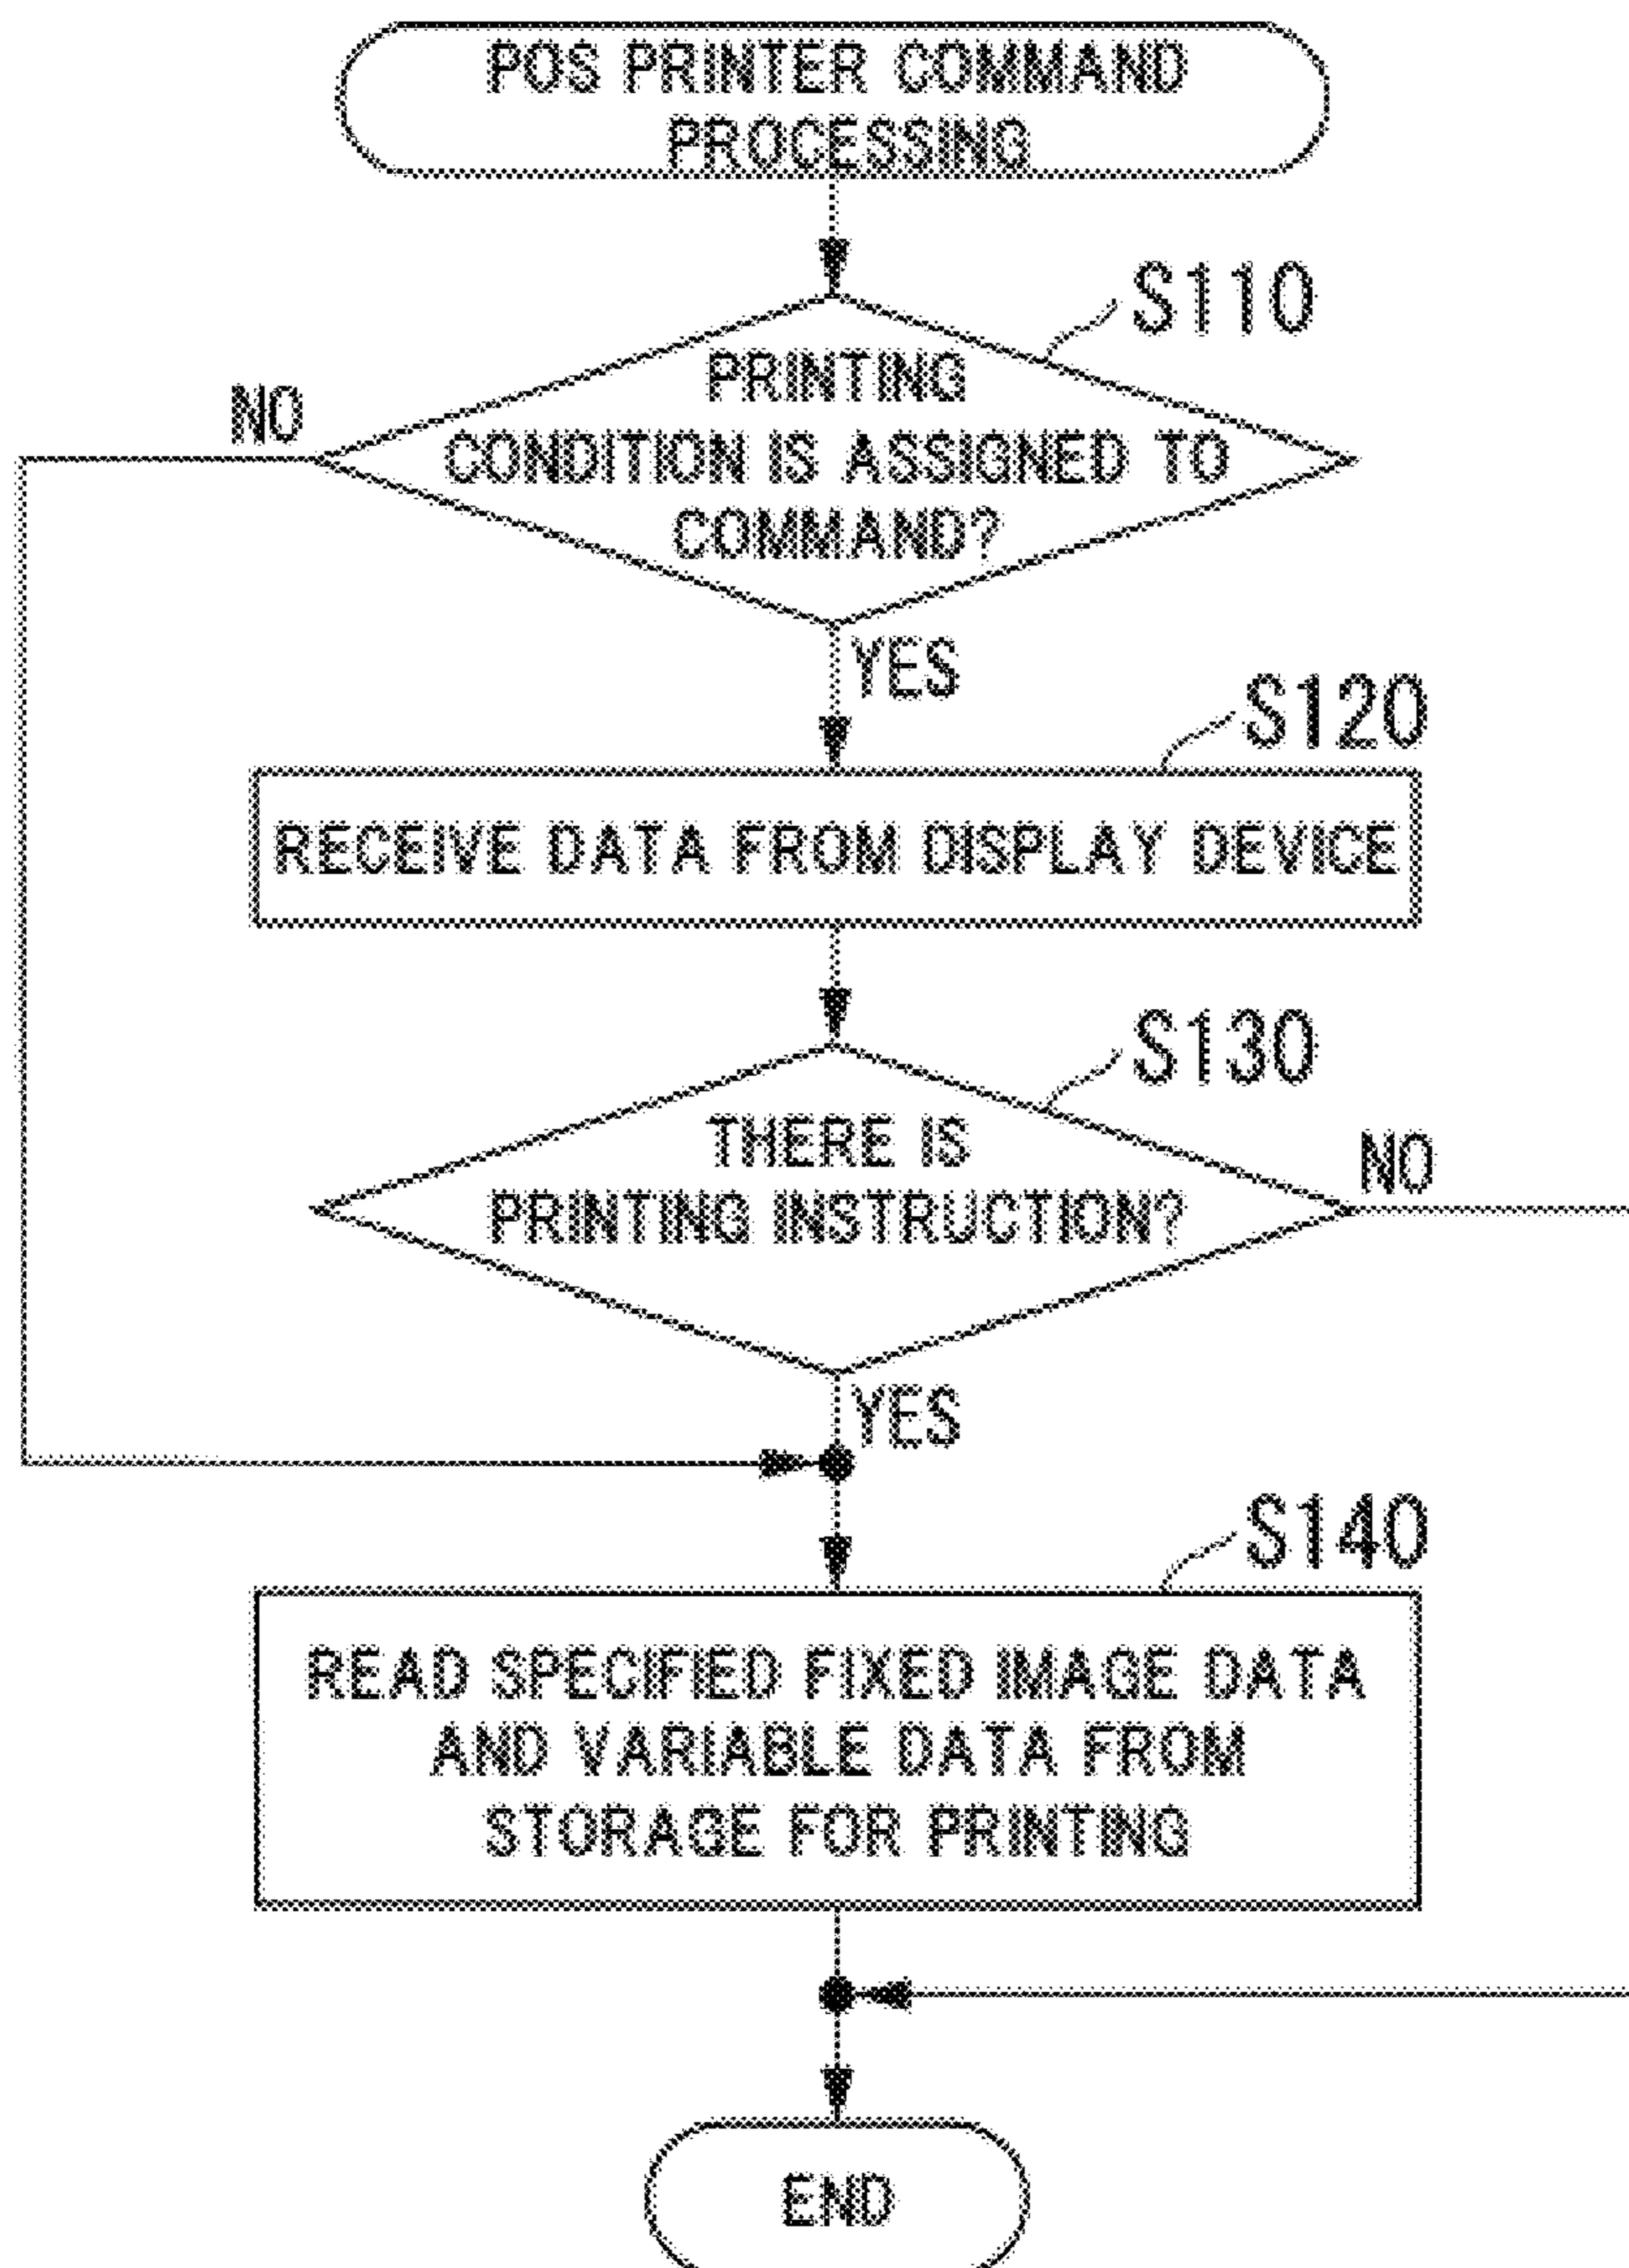 POS PRINTER COMMAND
PROCESSING
S110
PRINTING
CONDITION IS ASSIGNED TO
COMMAND?
NO
YES
S120
RECEIVE DATA FROM DISPLAY DEVICE
S130
THERE IS
PRINTING INSTRUCTION?
NO
YES
S140
READ SPECIFIED FIXED IMAGE DATA
AND VARIABLE DATA FROM
STORAGE FOR PRINTING
END